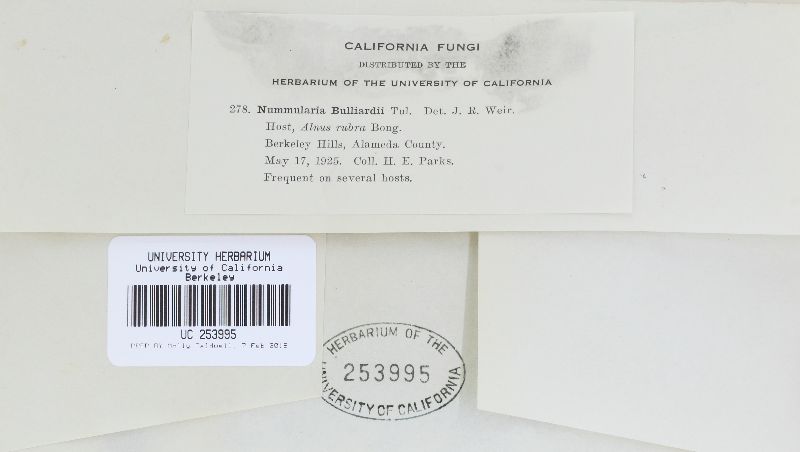 CALIFORNIA FUNGI
DISTRIBUTED BY THE
HERBARIUM OF THE UNIVERSITY OF CALIFORNIA
278. Nummularia Bulliardii Tul. Det. J. R. Weir.
Host, Alnus rubra Bong.
Berkeley Hills, Alameda County.
May 17, 1925. Coll. H. E. Parks.
Frequent on several hosts.
UNIVERSITY HERBARIUM
University of California
Berkeley
UC 253995
HERBARIUM OF THE
253995
VERSITY OF CALIFORNIA